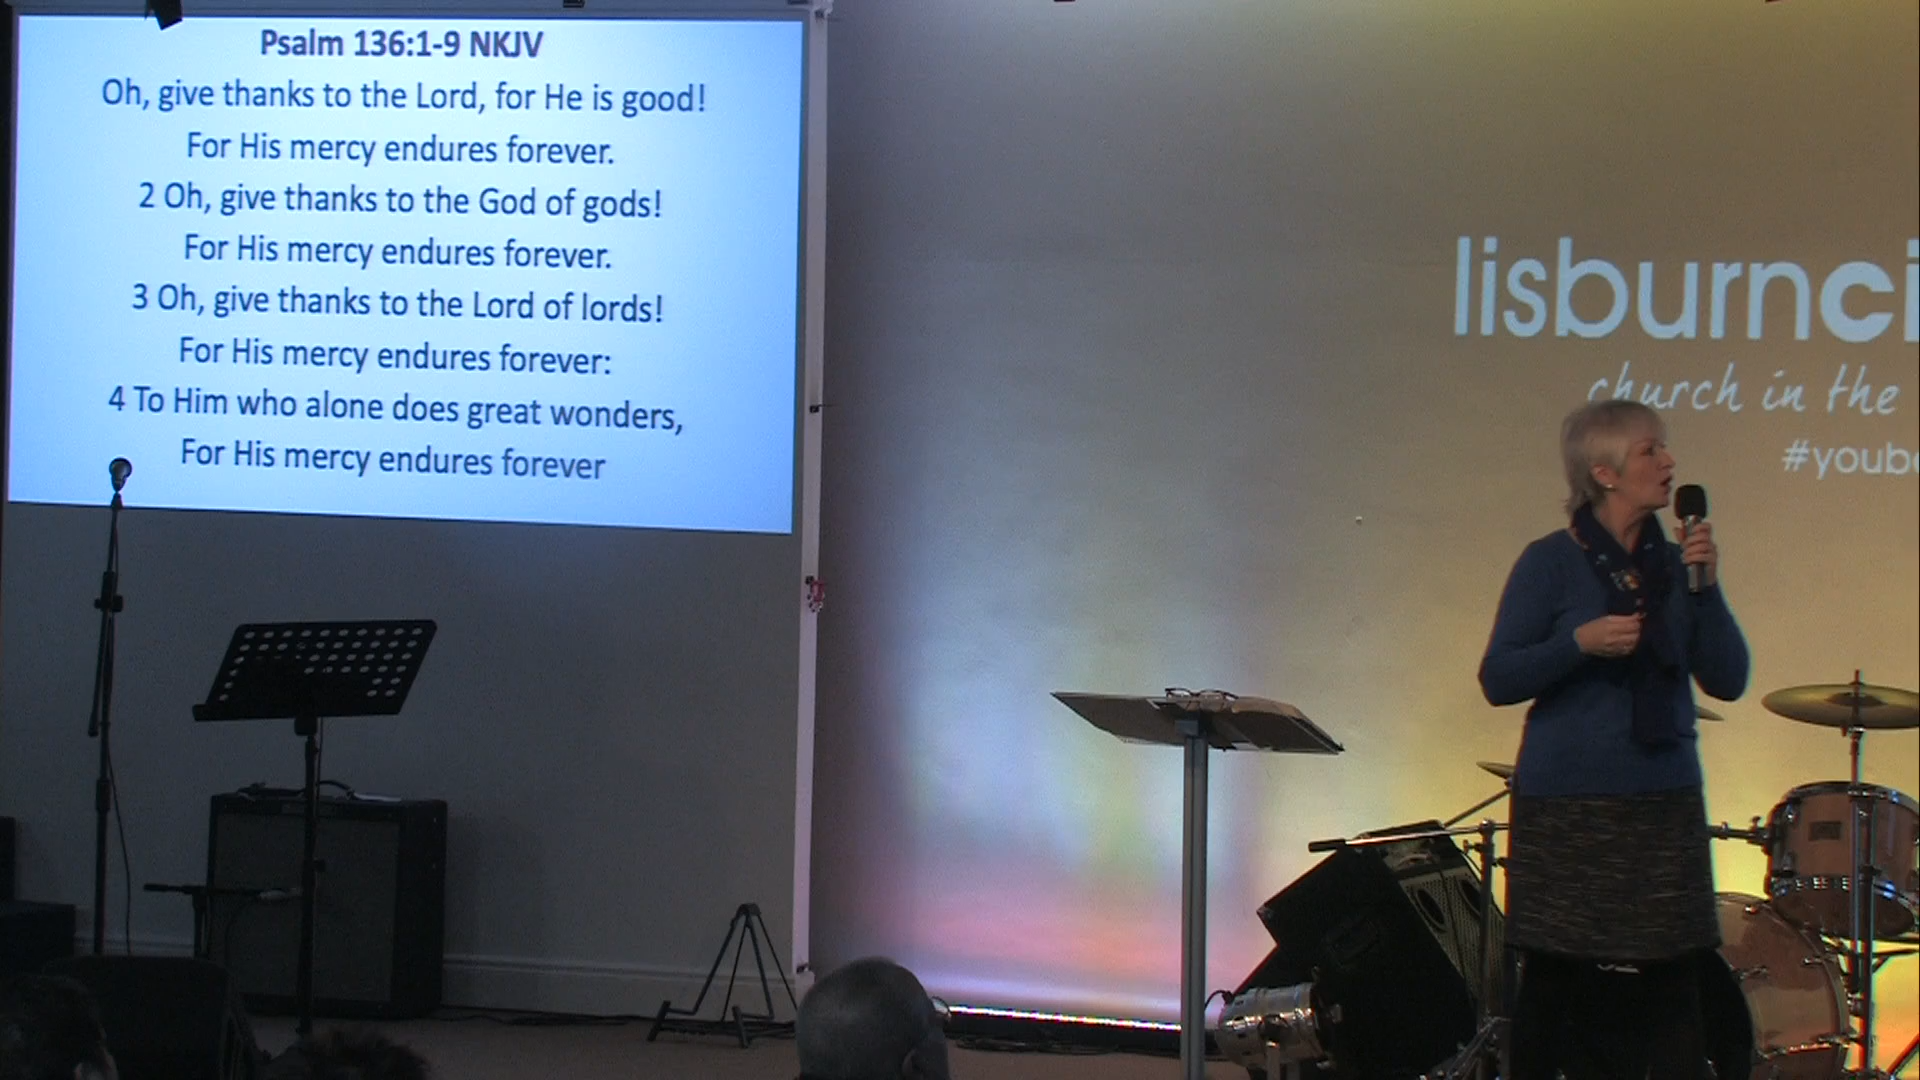 Psalm 136:1-9 NKJV
Oh, give thanks to the Lord, for He is good!
For His mercy endures forever.
2 Oh, give thanks to the God of gods!
For His mercy endures forever.
3 Oh, give thanks to the Lord of lords!
For His mercy endures forever:
4 To Him who alone does great wonders,
For His mercy endures forever
lisburnci
church in the
#yoube